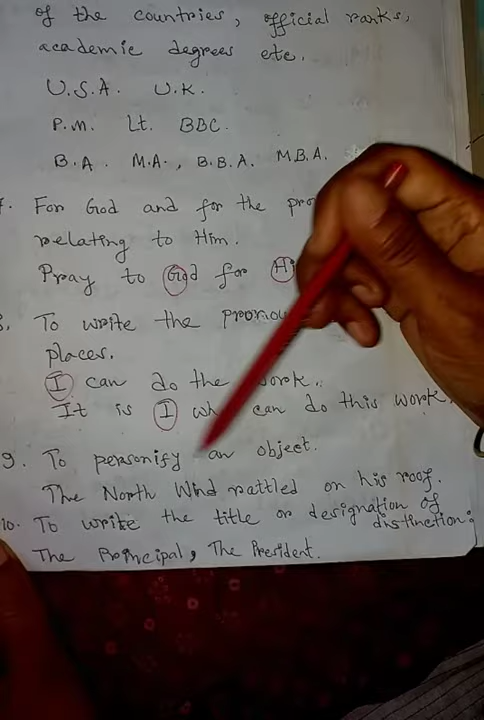 of the countries, official ranks,
academic degrees etc.
U.S.A. U.K.
P.M. Lt. BBC.
B.A. M.A., B.B.A. M.B.A.
7. For God and for the
relating to Him.
Pray to God for
To write the
places.
I can do the work.
It is I can do this work.
9. To personify an object.
The North Wind rattled on his roof.
10. To write the title or designation of
distinction:
The Principal, The President.